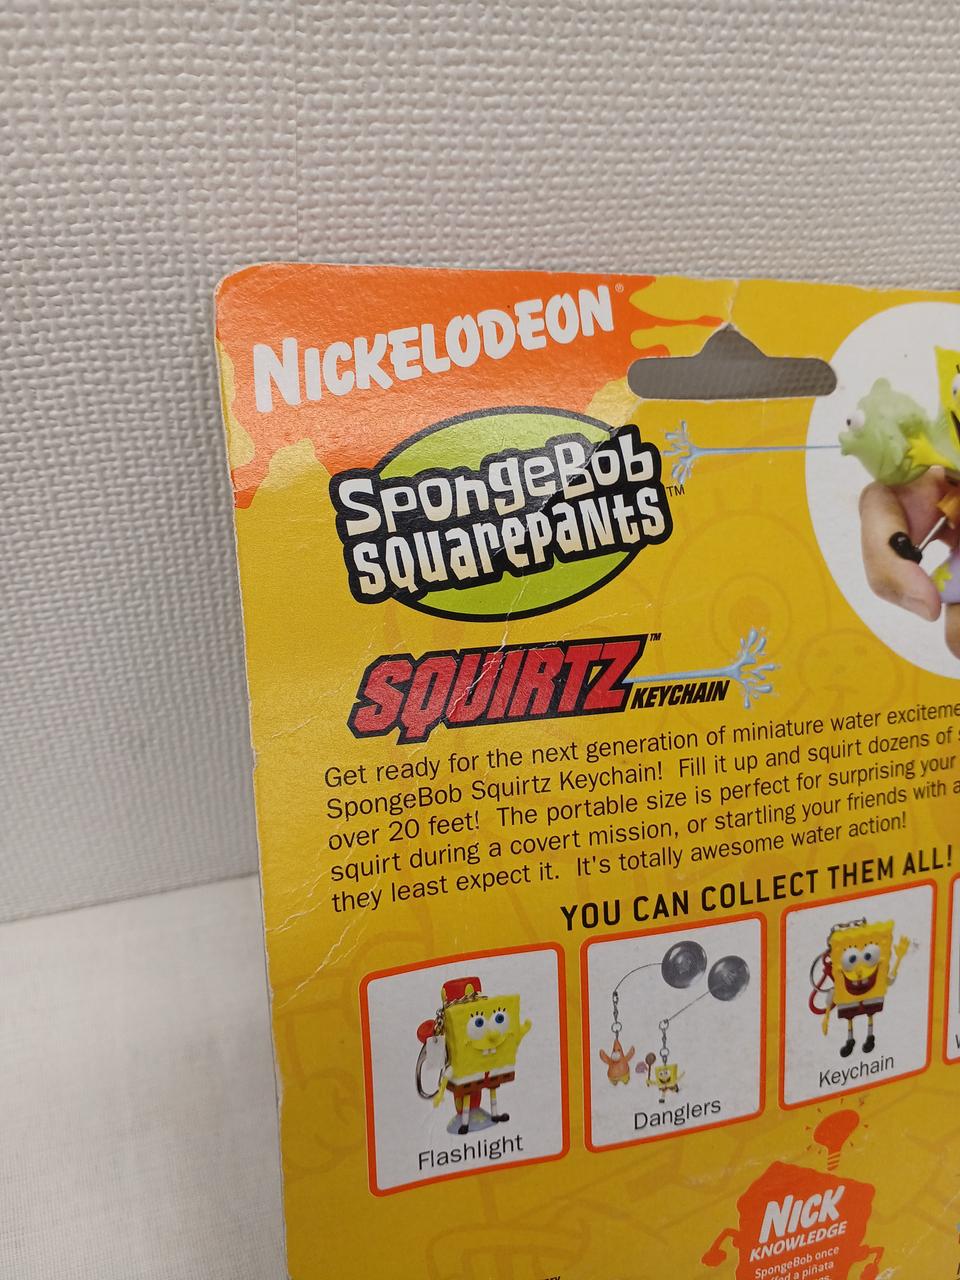 NICKELODEON®
SpongeBob
squarepants™
SQUIRTZ™
KEYCHAIN
Get ready for the next generation of miniature water
SpongeBob Squirtz Keychain! Fill it up and squirt dozens of
over 20 feet! The portable size is perfect for surprising your
squirt during a covert mission, or startling your friends with
they least expect it. It's totally awesome water action!
YOU CAN COLLECT THEM ALL!
Flashlight
Danglers
Keychain
NICK
KNOWLEDGE
SpongeBob once
a piñata